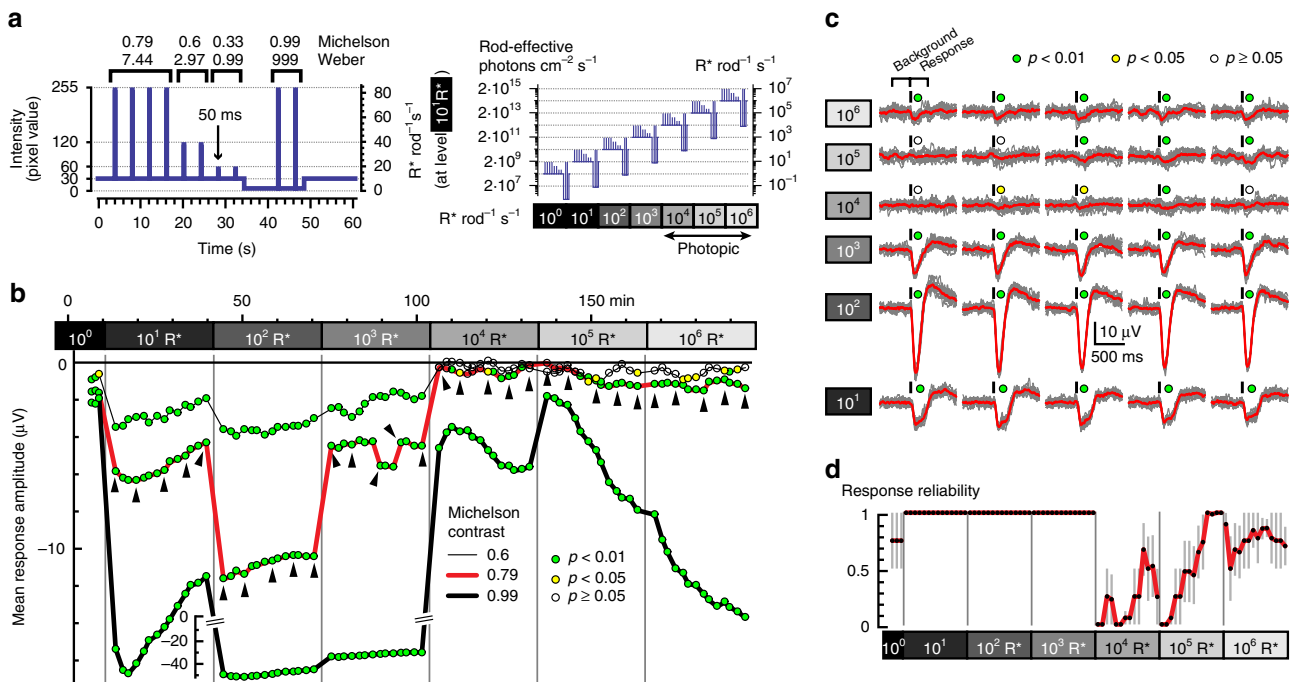 a
0.79 0.6 0.33 0.99 Michelson
7.44 2.97 0.99 999 Weber
Intensity
(pixel value)
255
120
60
30
0
50 ms
80
60
40
20
0
R* rod⁻¹s⁻¹
(at level 10¹R*)
0 10 20 30 40 50 60
Time (s)
Rod-effective
photons cm⁻² s⁻¹
R* rod⁻¹ s⁻¹
2·10¹⁵
2·10¹³
2·10¹¹
2·10⁹
2·10⁷
10⁷
10⁵
10³
10¹
10⁻¹
R* rod⁻¹ s⁻¹ 10⁰ 10¹ 10² 10³ 10⁴ 10⁵ 10⁶
Photopic
b
0 50 100 150 min
10⁰ 10¹ R* 10² R* 10³ R* 10⁴ R* 10⁵ R* 10⁶ R*
Mean response amplitude (µV)
0
−10
0
−20
−40
Michelson
contrast
0.6
0.79
0.99
p < 0.01
p < 0.05
p ≥ 0.05
c
Background
Response
p < 0.01 p < 0.05 p ≥ 0.05
10⁶
10⁵
10⁴
10³
10²
10¹
10 µV
500 ms
d
Response reliability
1
0.5
0
10⁰ 10¹ 10² R* 10³ R* 10⁴ R* 10⁵ R* 10⁶ R*